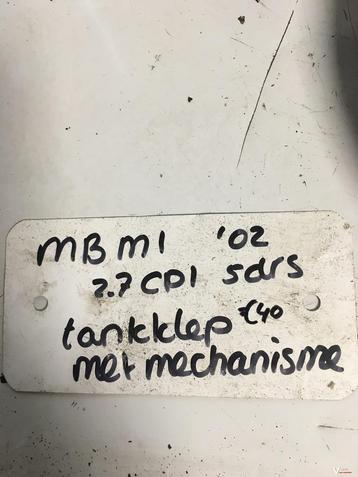 MB M1 '02
2.7 CDI 5drs
tankklep €40
met mechanisme